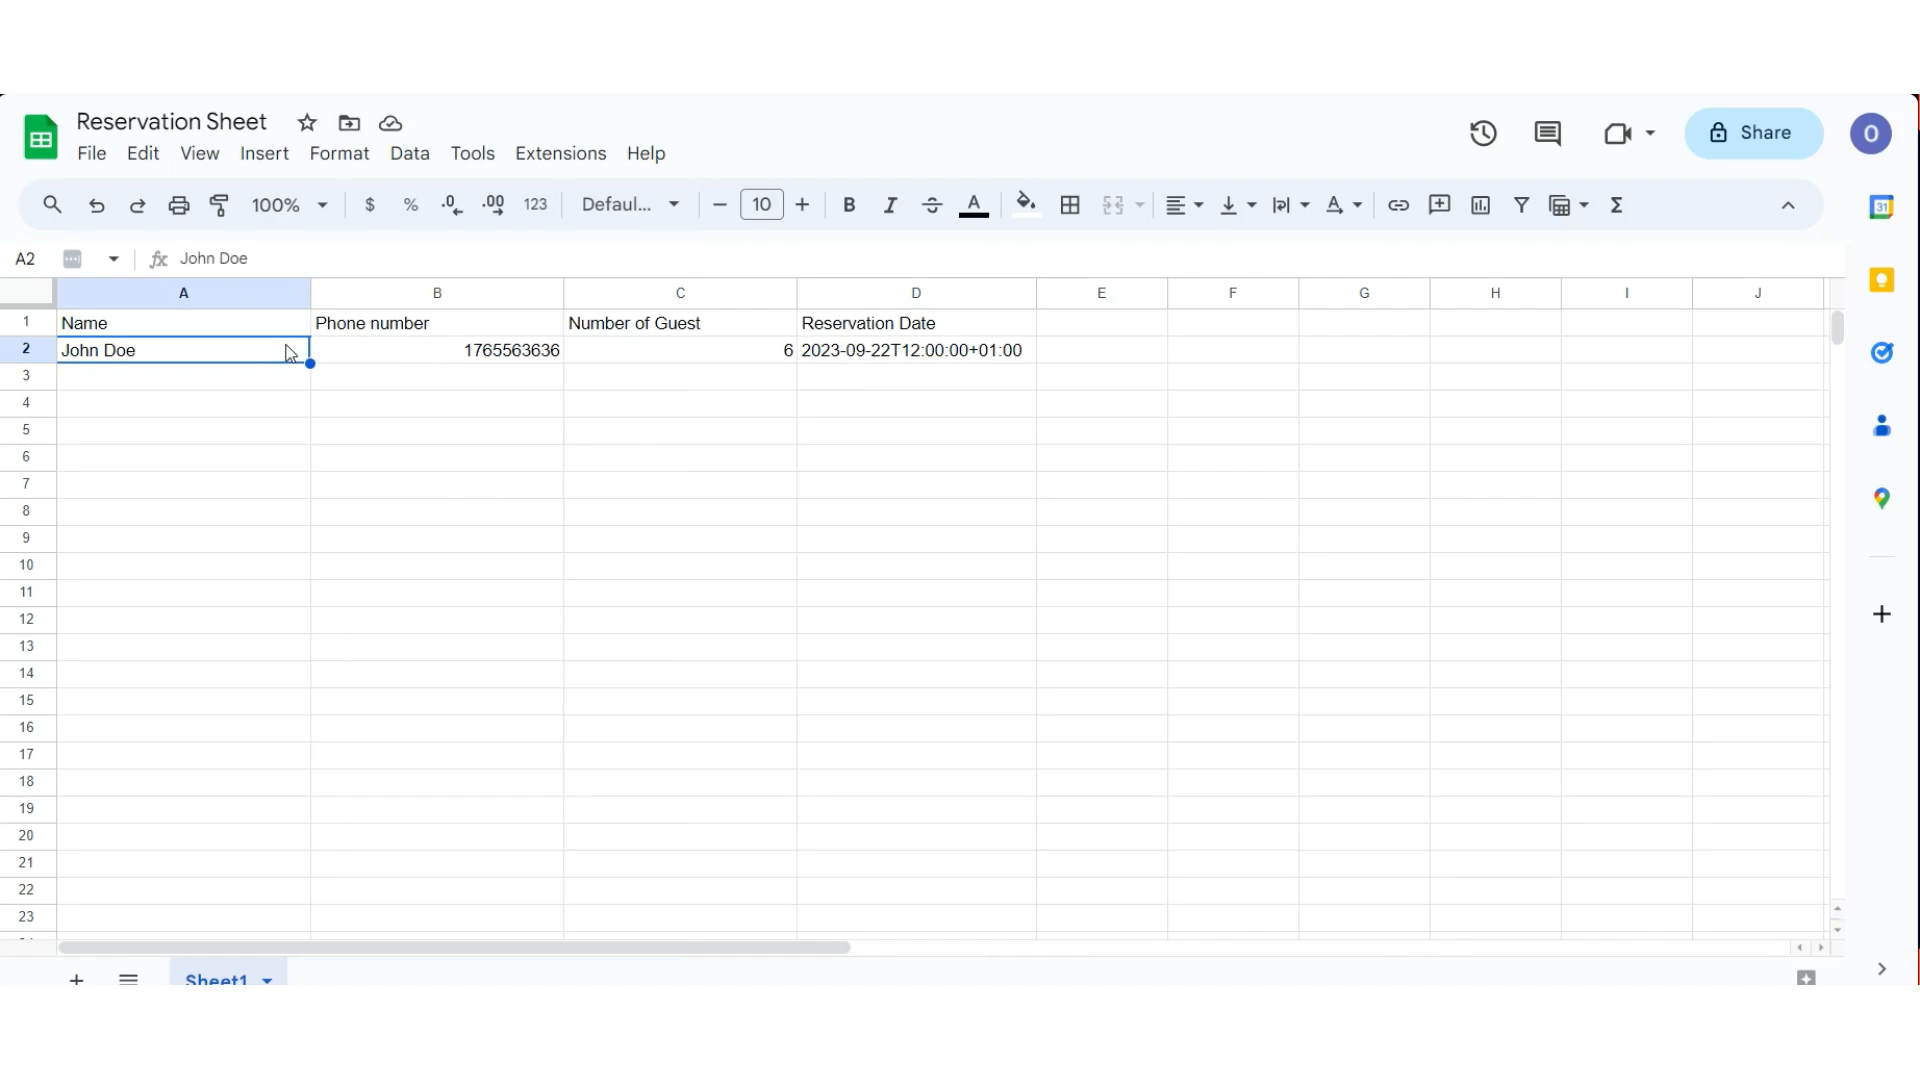 Reservation Sheet
File Edit View Insert Format Data Tools Extensions Help
Share
O
100% $ % .0 .00 123 Defaul... 10 B I A A Σ
31
A2 fx John Doe
A B C D E F G H I J
1 Name Phone number Number of Guest Reservation Date
2 John Doe 1765563636 6 2023-09-22T12:00:00+01:00
3
4
5
6
7
8
9
10
11
12
13
14
15
16
17
18
19
20
21
22
23
Sheet1